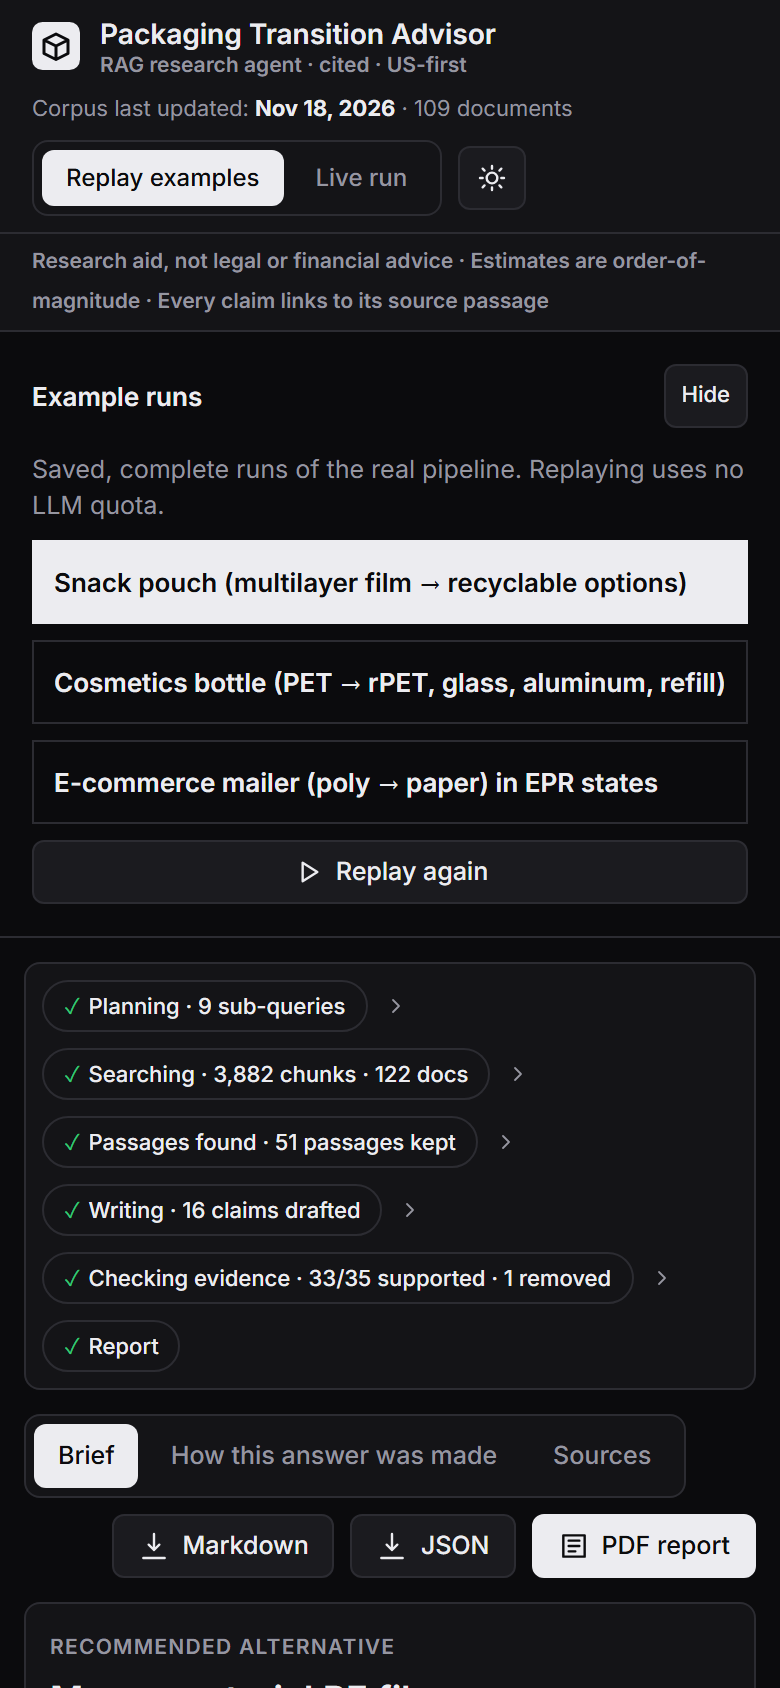 Packaging Transition Advisor
RAG research agent · cited · US-first
Corpus last updated: Nov 18, 2026 · 109 documents
Replay examples
Live run
Research aid, not legal or financial advice · Estimates are order-of-
magnitude · Every claim links to its source passage
Example runs
Hide
Saved, complete runs of the real pipeline. Replaying uses no
LLM quota.
Snack pouch (multilayer film → recyclable options)
Cosmetics bottle (PET → rPET, glass, aluminum, refill)
E-commerce mailer (poly → paper) in EPR states
Replay again
✓ Planning · 9 sub-queries
✓ Searching · 3,882 chunks · 122 docs
✓ Passages found · 51 passages kept
✓ Writing · 16 claims drafted
✓ Checking evidence · 33/35 supported · 1 removed
✓ Report
Brief
How this answer was made
Sources
Markdown
JSON
PDF report
RECOMMENDED ALTERNATIVE